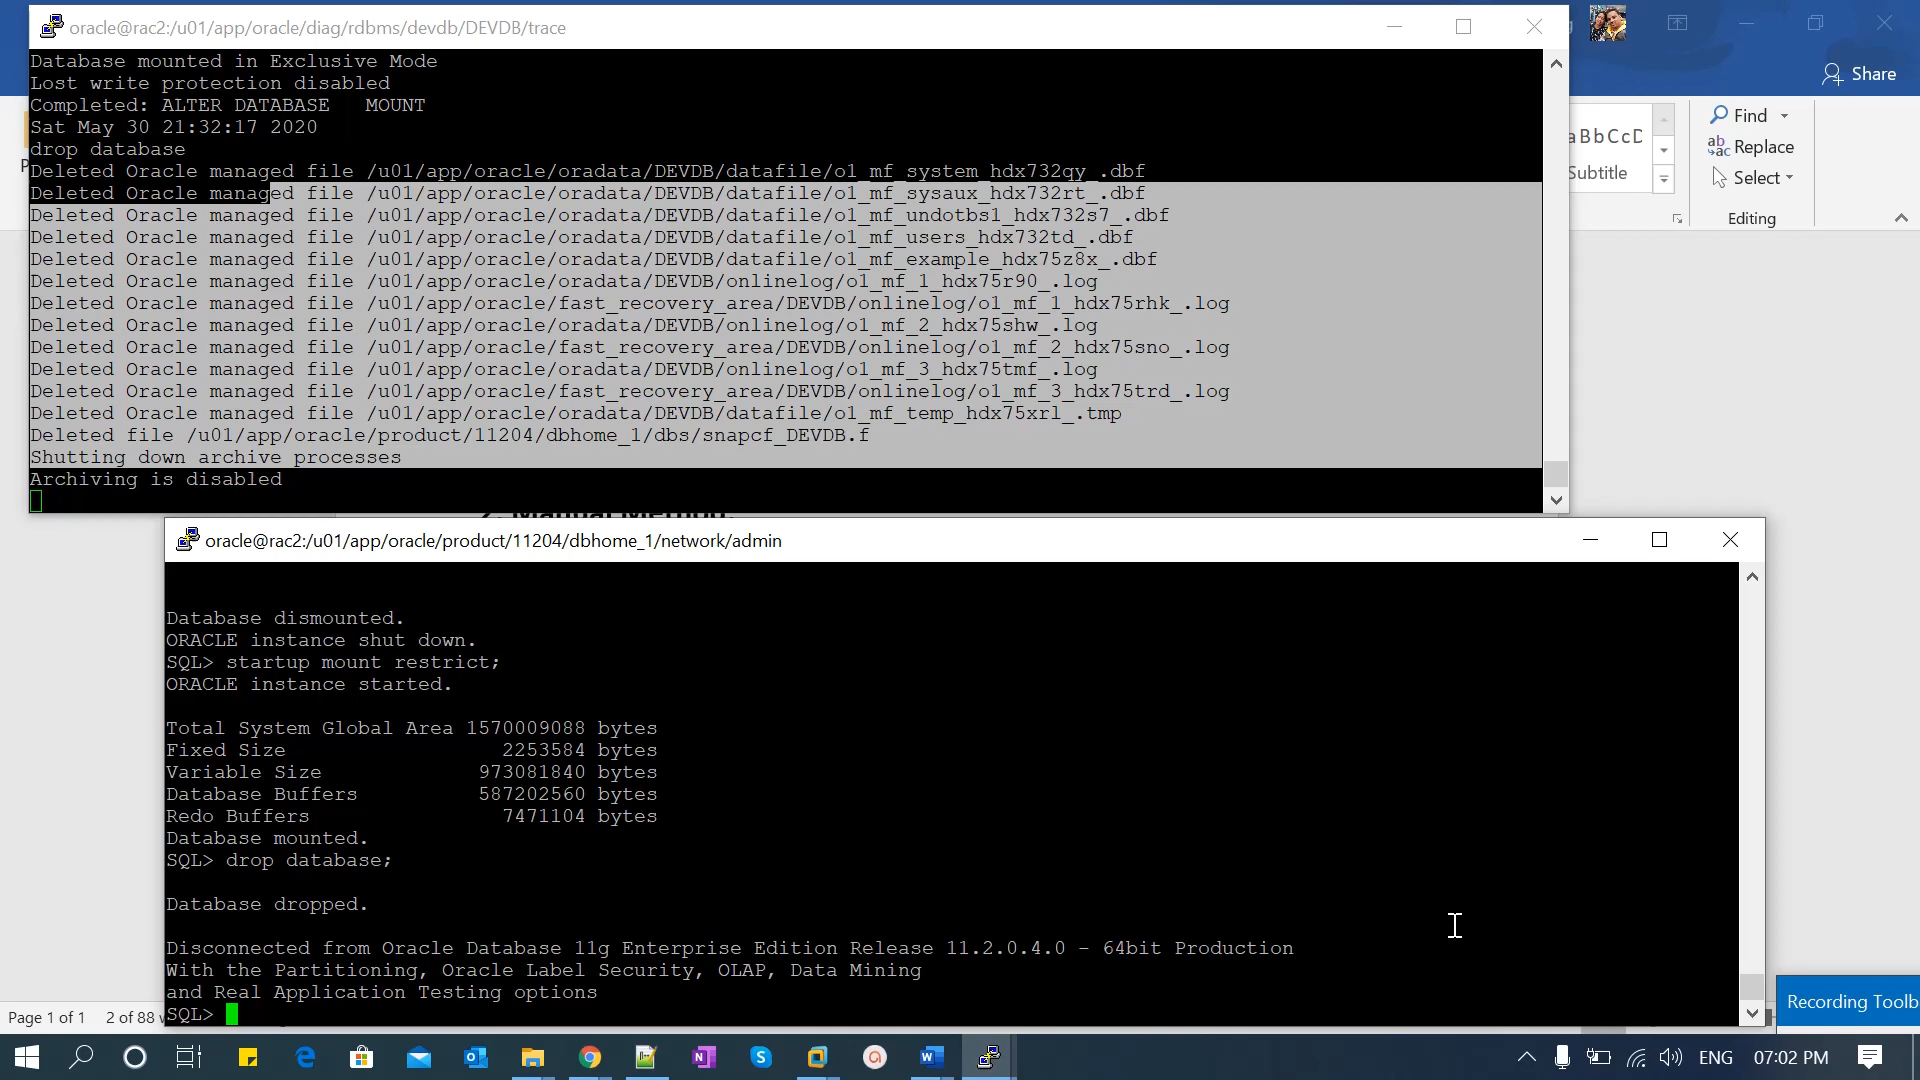 oracle@rac2:/u01/app/oracle/diag/rdbms/devdb/DEVDB/trace
Database mounted in Exclusive Mode
Lost write protection disabled
Completed: ALTER DATABASE   MOUNT
Sat May 30 21:32:17 2020
drop database
Deleted Oracle managed file /u01/app/oracle/oradata/DEVDB/datafile/o1_mf_system_hdx732qy_.dbf
Deleted Oracle managed file /u01/app/oracle/oradata/DEVDB/datafile/o1_mf_sysaux_hdx732rt_.dbf
Deleted Oracle managed file /u01/app/oracle/oradata/DEVDB/datafile/o1_mf_undotbs1_hdx732s7_.dbf
Deleted Oracle managed file /u01/app/oracle/oradata/DEVDB/datafile/o1_mf_users_hdx732td_.dbf
Deleted Oracle managed file /u01/app/oracle/oradata/DEVDB/datafile/o1_mf_example_hdx75z8x_.dbf
Deleted Oracle managed file /u01/app/oracle/oradata/DEVDB/onlinelog/o1_mf_1_hdx75r90_.log
Deleted Oracle managed file /u01/app/oracle/fast_recovery_area/DEVDB/onlinelog/o1_mf_1_hdx75rhk_.log
Deleted Oracle managed file /u01/app/oracle/oradata/DEVDB/onlinelog/o1_mf_2_hdx75shw_.log
Deleted Oracle managed file /u01/app/oracle/fast_recovery_area/DEVDB/onlinelog/o1_mf_2_hdx75sno_.log
Deleted Oracle managed file /u01/app/oracle/oradata/DEVDB/onlinelog/o1_mf_3_hdx75tmf_.log
Deleted Oracle managed file /u01/app/oracle/fast_recovery_area/DEVDB/onlinelog/o1_mf_3_hdx75trd_.log
Deleted Oracle managed file /u01/app/oracle/oradata/DEVDB/datafile/o1_mf_temp_hdx75xrl_.tmp
Deleted file /u01/app/oracle/product/11204/dbhome_1/dbs/snapcf_DEVDB.f
Shutting down archive processes
Archiving is disabled
Share
Find
Replace
Select
aBbCcD
Subtitle
Editing
2. Manual Method:
oracle@rac2:/u01/app/oracle/product/11204/dbhome_1/network/admin
Database dismounted.
ORACLE instance shut down.
SQL> startup mount restrict;
ORACLE instance started.
Total System Global Area 1570009088 bytes
Fixed Size                  2253584 bytes
Variable Size             973081840 bytes
Database Buffers          587202560 bytes
Redo Buffers                7471104 bytes
Database mounted.
SQL> drop database;
Database dropped.
Disconnected from Oracle Database 11g Enterprise Edition Release 11.2.0.4.0 - 64bit Production
With the Partitioning, Oracle Label Security, OLAP, Data Mining
and Real Application Testing options
SQL>
Recording Toolb
Page 1 of 1   2 of 88 w
ENG   07:02 PM